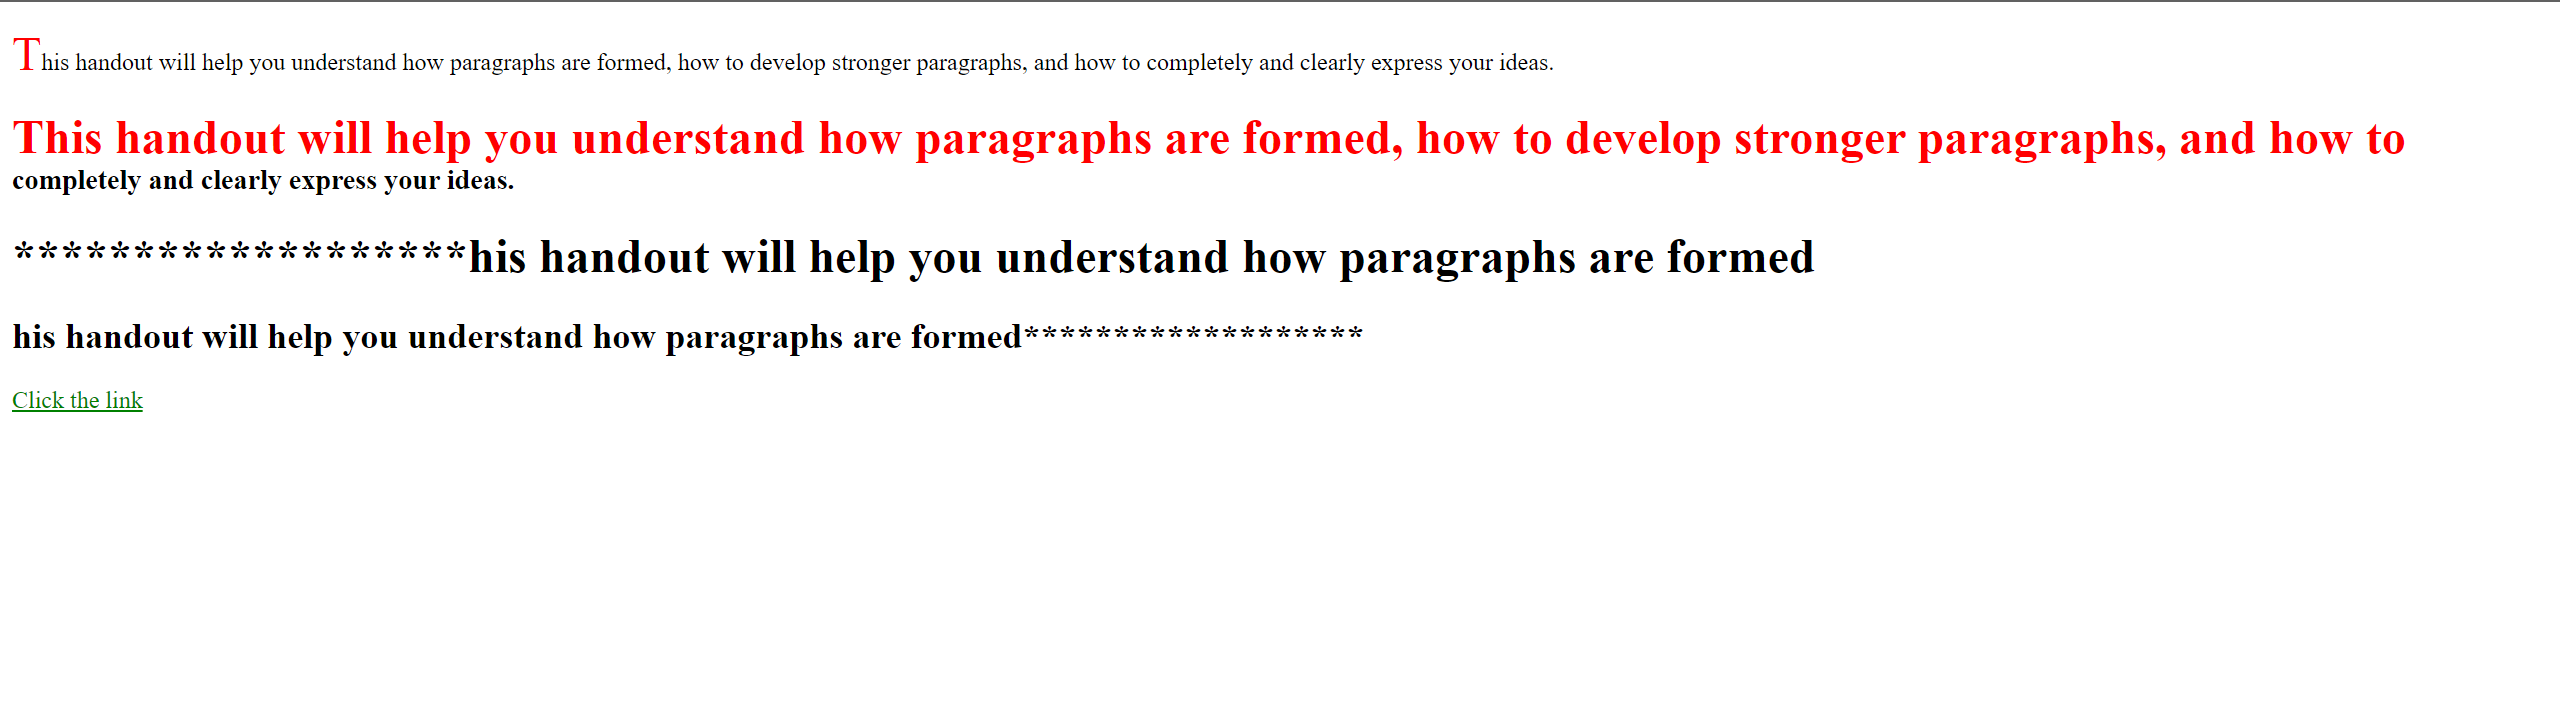 This handout will help you understand how paragraphs are formed, how to develop stronger paragraphs, and how to completely and clearly express your ideas.
This handout will help you understand how paragraphs are formed, how to develop stronger paragraphs, and how to
completely and clearly express your ideas.
*******************his handout will help you understand how paragraphs are formed
his handout will help you understand how paragraphs are formed*******************
Click the link